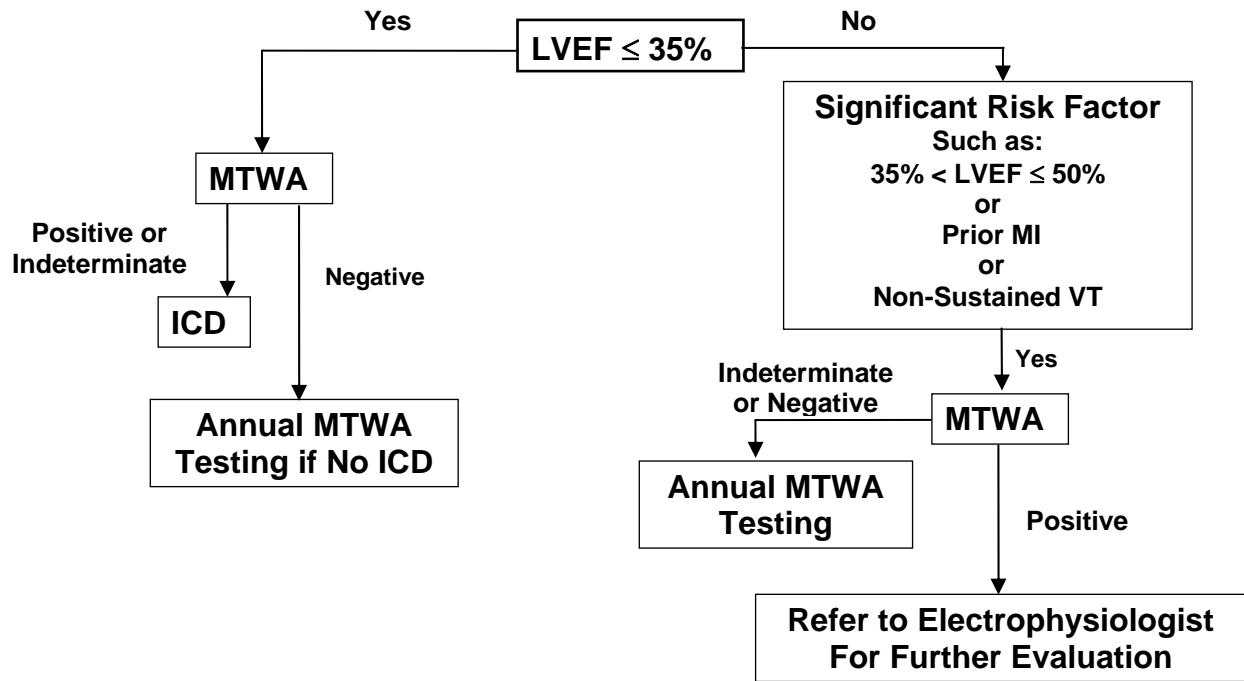 Yes
LVEF ≤ 35%
No
MTWA
Positive or
Indeterminate
Negative
ICD
Annual MTWA
Testing if No ICD
Significant Risk Factor
Such as:
35% < LVEF ≤ 50%
or
Prior MI
or
Non-Sustained VT
Yes
MTWA
Indeterminate
or Negative
Annual MTWA
Testing
Positive
Refer to Electrophysiologist
For Further Evaluation